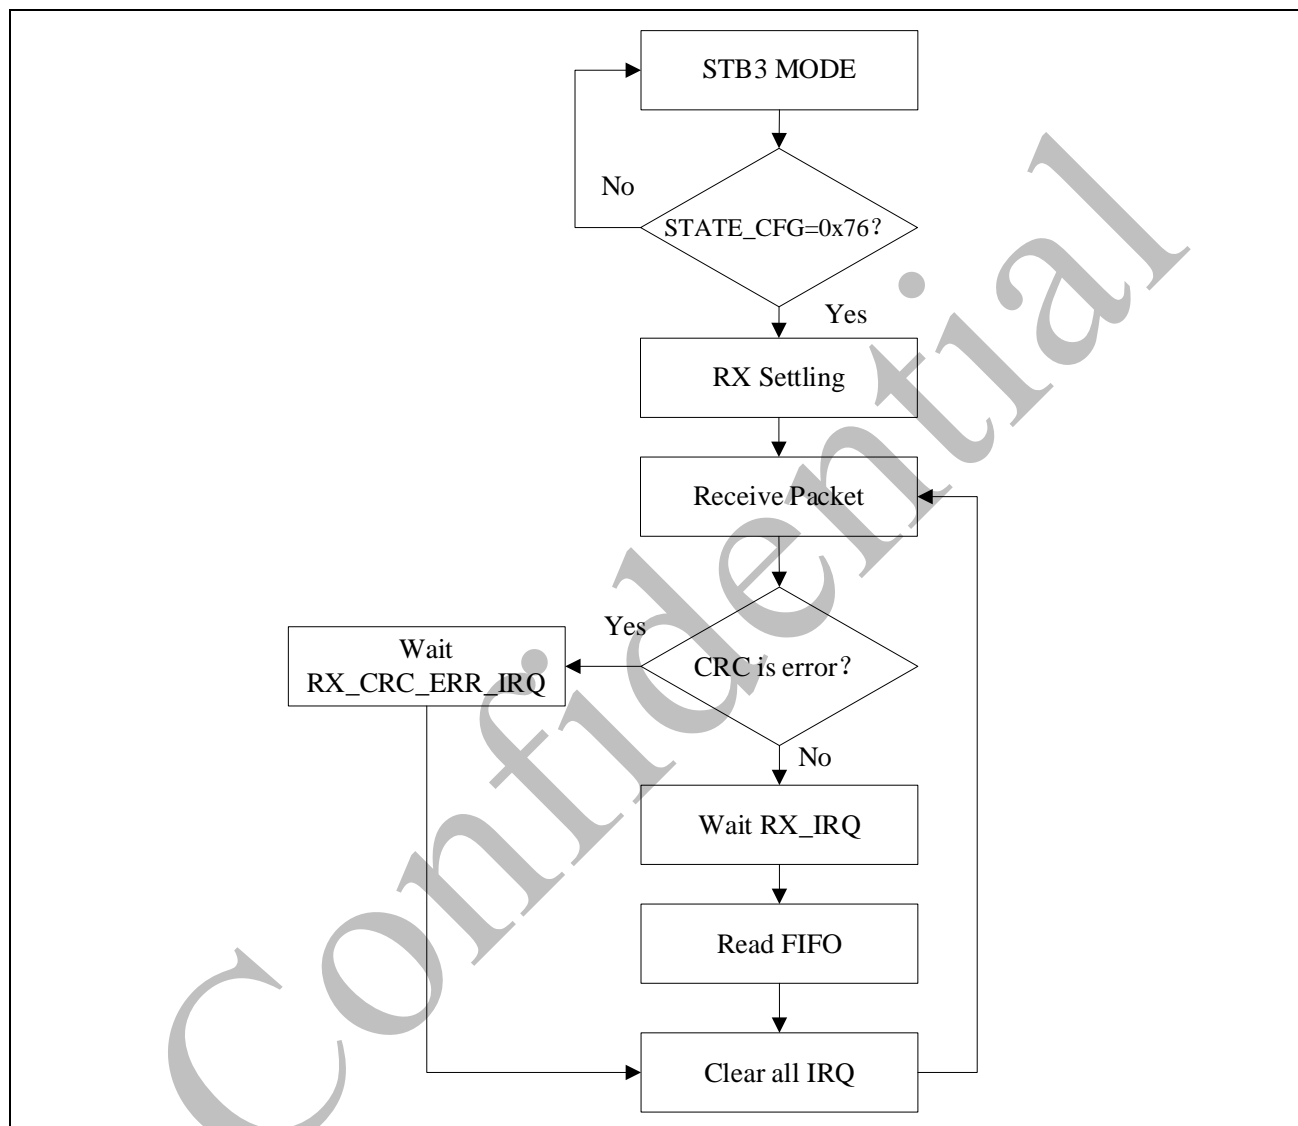 STB3 MODE
No
STATE_CFG=0x76？
Yes
RX Settling
Receive Packet
Yes
Wait
RX_CRC_ERR_IRQ
CRC is error？
No
Wait RX_IRQ
Read FIFO
Clear all IRQ
Confidential